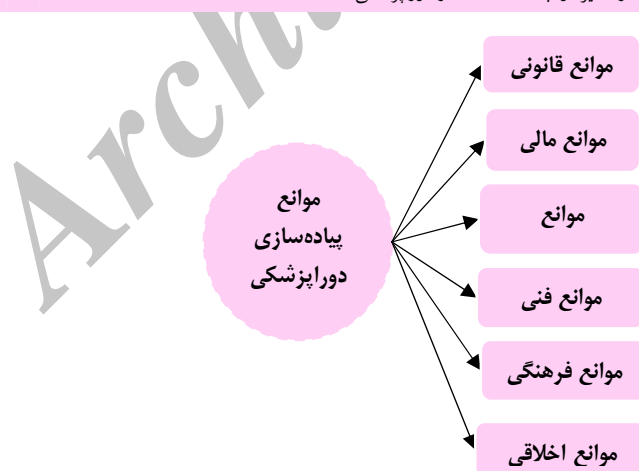 موانع
پیاده‌سازی
دوراپزشکی
موانع قانونی
موانع مالی
موانع
موانع فنی
موانع فرهنگی
موانع اخلاقی